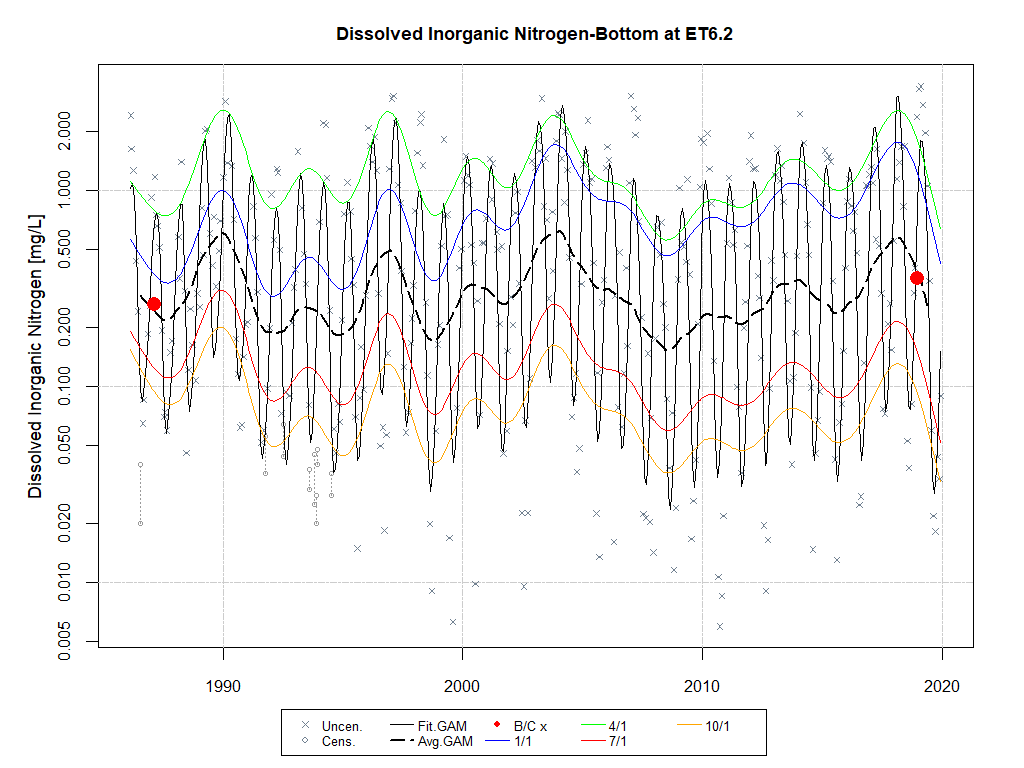 Dissolved Inorganic Nitrogen-Bottom at ET6.2
Dissolved Inorganic Nitrogen [mg/L]
2.000
1.000
0.500
0.200
0.100
0.050
0.020
0.010
0.005
1990 2000 2010 2020
Uncen. Fit.GAM B/C x 4/1 10/1
Cens. Avg.GAM 1/1 7/1